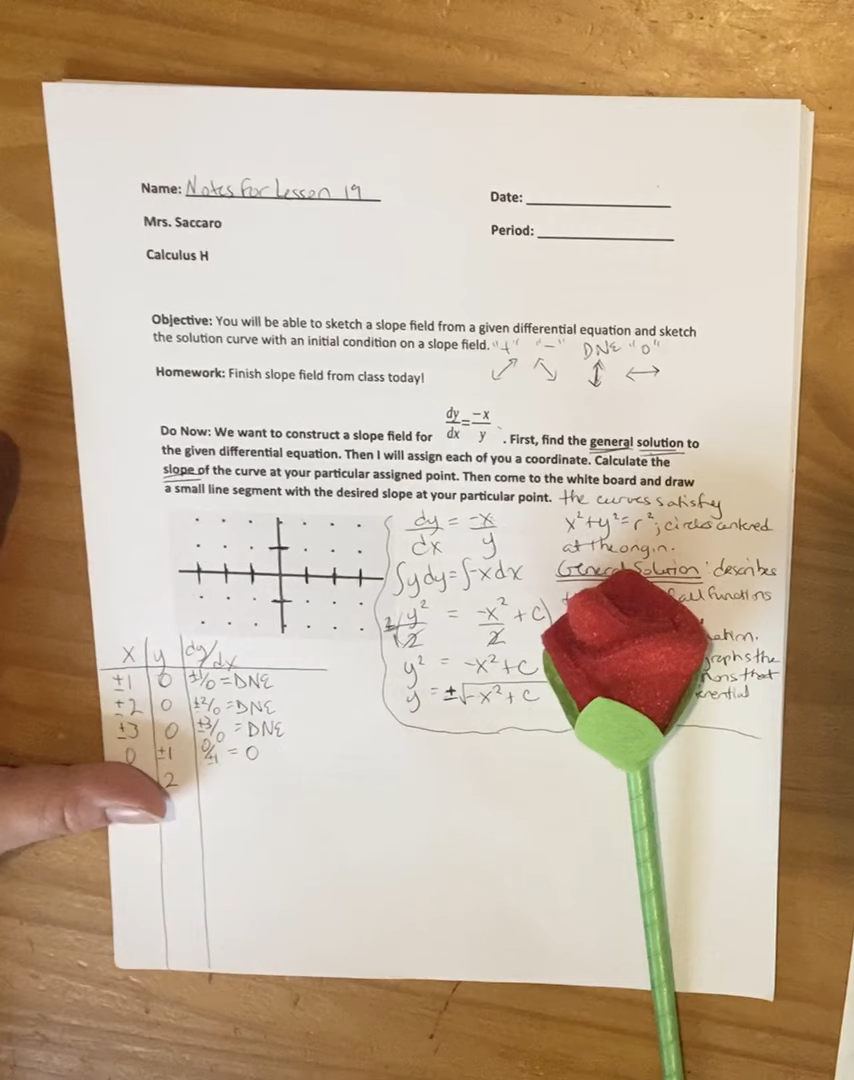 Name: Notes for Lesson 19
Date:
Mrs. Saccaro
Period:
Calculus H
Objective: You will be able to sketch a slope field from a given differential equation and sketch
the solution curve with an initial condition on a slope field. "+" "-" DNE "0"
Homework: Finish slope field from class today!
Do Now: We want to construct a slope field for dy/dx = -x/y. First, find the general solution to
the given differential equation. Then I will assign each of you a coordinate. Calculate the
slope of the curve at your particular assigned point. Then come to the white board and draw
a small line segment with the desired slope at your particular point. the curves satisfy
x²+y²=r²; circles centered
at the origin.
General Solution: describes
all functions
graphs the
that
dy/dx = -x/y
∫ydy=∫-xdx
y²/2 = -x²/2 + C)
y² = -x²+C
y = ±√-x²+C
x y dy/dx
±1 0 ±1/0 = DNE
±2 0 ±2/0 = DNE
±3 0 ±3/0 = DNE
0 ±1 0/±1 = 0
2